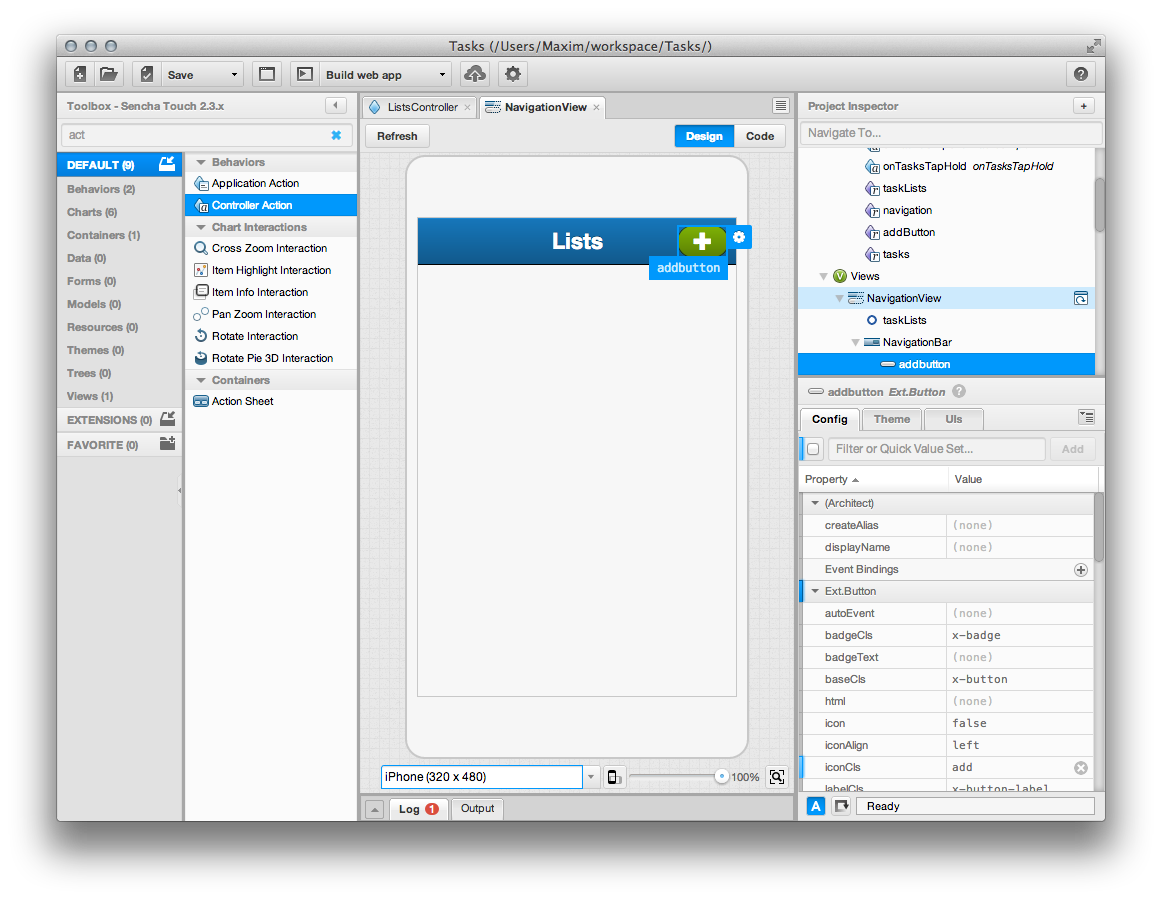 Tasks (/Users/Maxim/workspace/Tasks/)
Save
Build web app
Toolbox - Sencha Touch 2.3.x
act
DEFAULT (9)
Behaviors (2)
Charts (6)
Containers (1)
Data (0)
Forms (0)
Models (0)
Resources (0)
Themes (0)
Trees (0)
Views (1)
EXTENSIONS (0)
FAVORITE (0)
Behaviors
Application Action
Controller Action
Chart Interactions
Cross Zoom Interaction
Item Highlight Interaction
Item Info Interaction
Pan Zoom Interaction
Rotate Interaction
Rotate Pie 3D Interaction
Containers
Action Sheet
ListsController
NavigationView
Refresh
Design
Code
Lists
addbutton
iPhone (320 x 480)
100%
Log 1
Output
Project Inspector
Navigate To...
onTasksTapHold onTasksTapHold
taskLists
navigation
addButton
tasks
V Views
NavigationView
taskLists
NavigationBar
addbutton
addbutton Ext.Button ?
Config
Theme
UIs
Filter or Quick Value Set...
Add
Property
Value
(Architect)
createAlias (none)
displayName (none)
Event Bindings
Ext.Button
autoEvent (none)
badgeCls x-badge
badgeText (none)
baseCls x-button
html (none)
icon false
iconAlign left
iconCls add
labelCls x-button-label
A
Ready